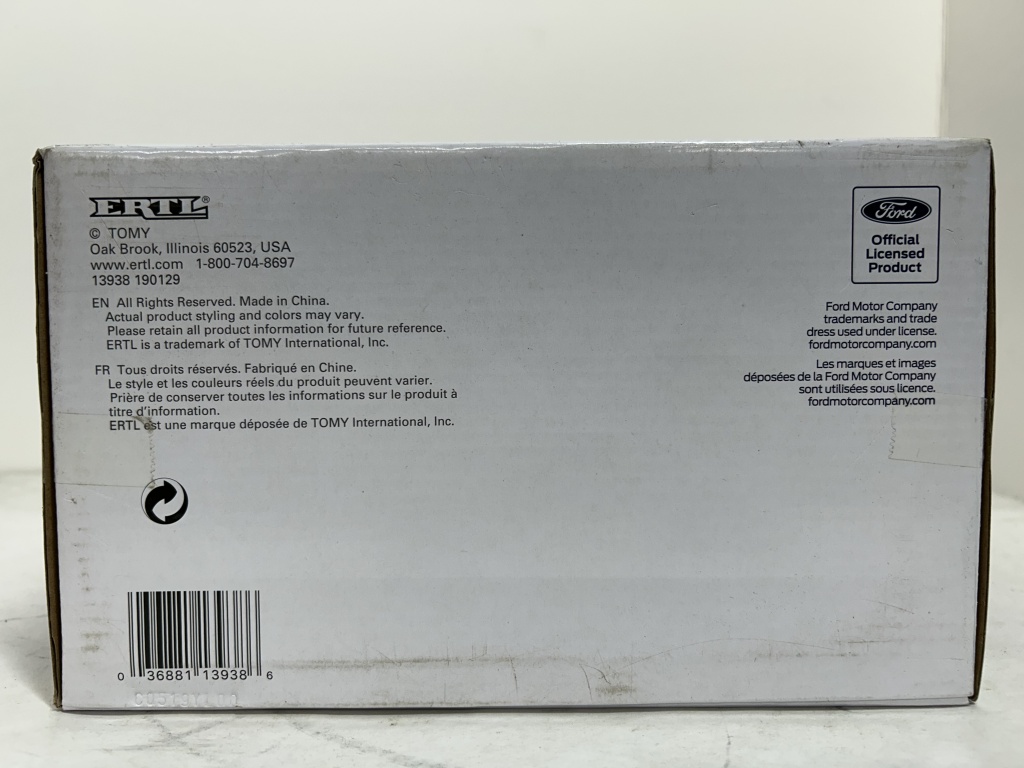 ERTL®
© TOMY
Oak Brook, Illinois 60523, USA
www.ertl.com 1-800-704-8697
13938 190129
EN All Rights Reserved. Made in China.
Actual product styling and colors may vary.
Please retain all product information for future reference.
ERTL is a trademark of TOMY International, Inc.
FR Tous droits réservés. Fabriqué en Chine.
Le style et les couleurs réels du produit peuvent varier.
Prière de conserver toutes les informations sur le produit à
titre d'information.
ERTL est une marque déposée de TOMY International, Inc.
0 36881 13938 6
Ford
Official
Licensed
Product
Ford Motor Company
trademarks and trade
dress used under license.
fordmotorcompany.com
Les marques et images
déposées de la Ford Motor Company
sont utilisées sous licence.
fordmotorcompany.com